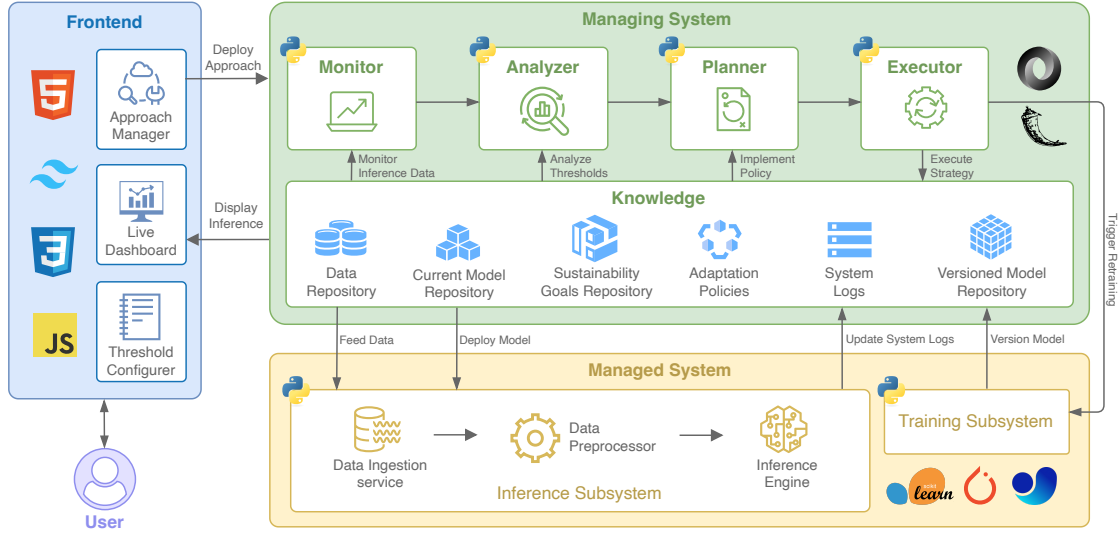 Frontend
5
Approach
Manager
Live
Dashboard
3
Threshold
Configurer
JS
User
Deploy
Approach
Display
Inference
Managing System
Monitor
Analyzer
Planner
Executor
Monitor
Inference Data
Analyze
Thresholds
Implement
Policy
Execute
Strategy
Knowledge
Data
Repository
Current Model
Repository
Sustainability
Goals Repository
Adaptation
Policies
System
Logs
Versioned Model
Repository
Trigger Retraining
Feed Data
Deploy Model
Update System Logs
Version Model
Managed System
Data Ingestion
service
Data
Preprocessor
Inference
Engine
Inference Subsystem
Training Subsystem
scikit
learn